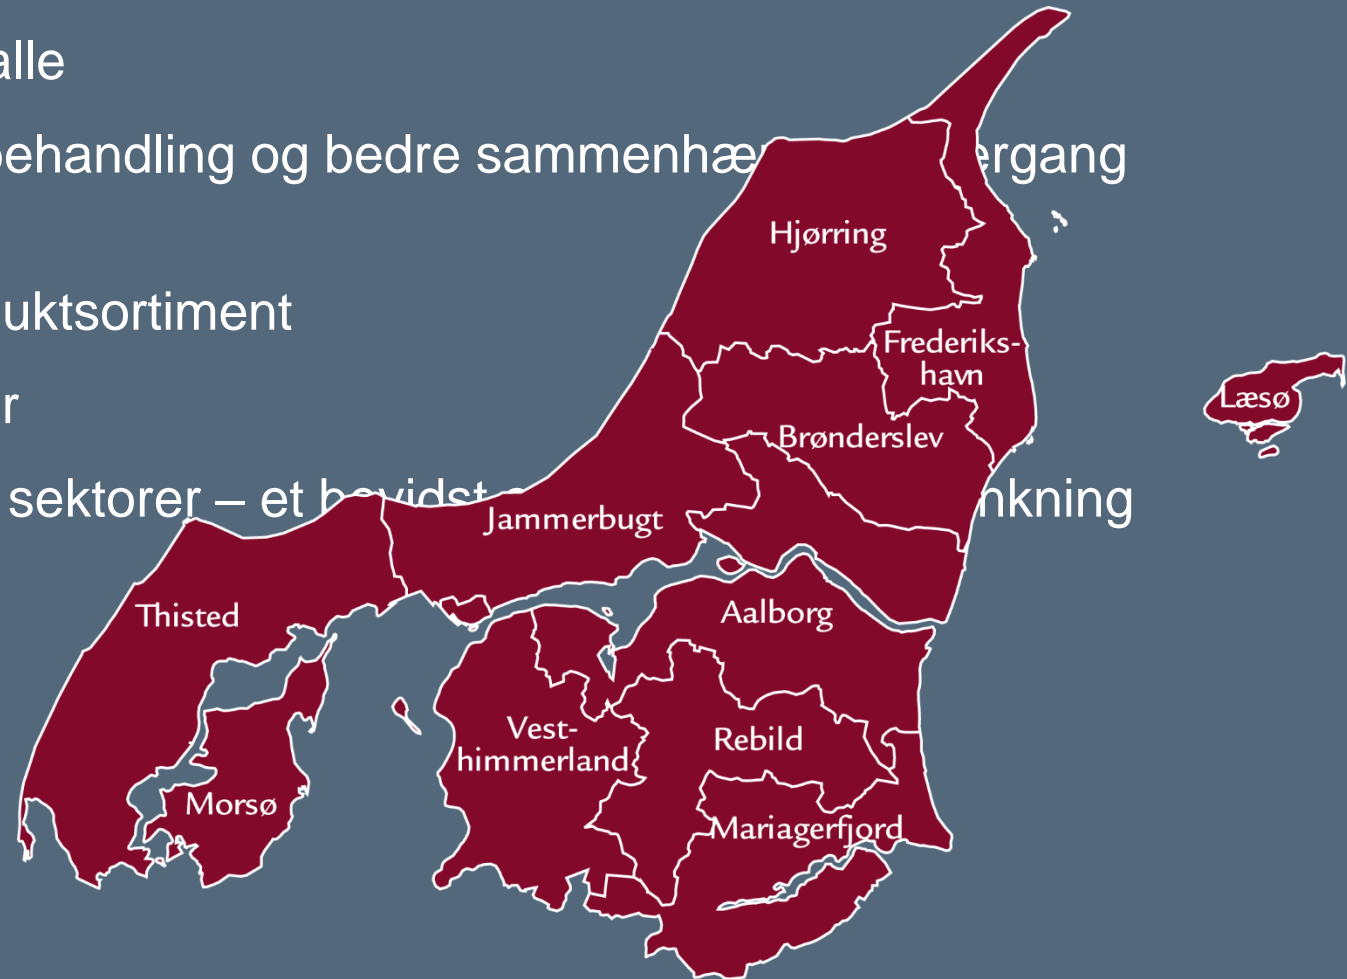 alle
behandling og bedre sammenhæ ergang
Hjørring
uktsortiment
Frederiks-
havn
Læsø
r
Brønderslev
sektorer – et bevidst nkning
Jammerbugt
Thisted
Aalborg
Vest-
himmerland
Rebild
Morsø
Mariagerfjord